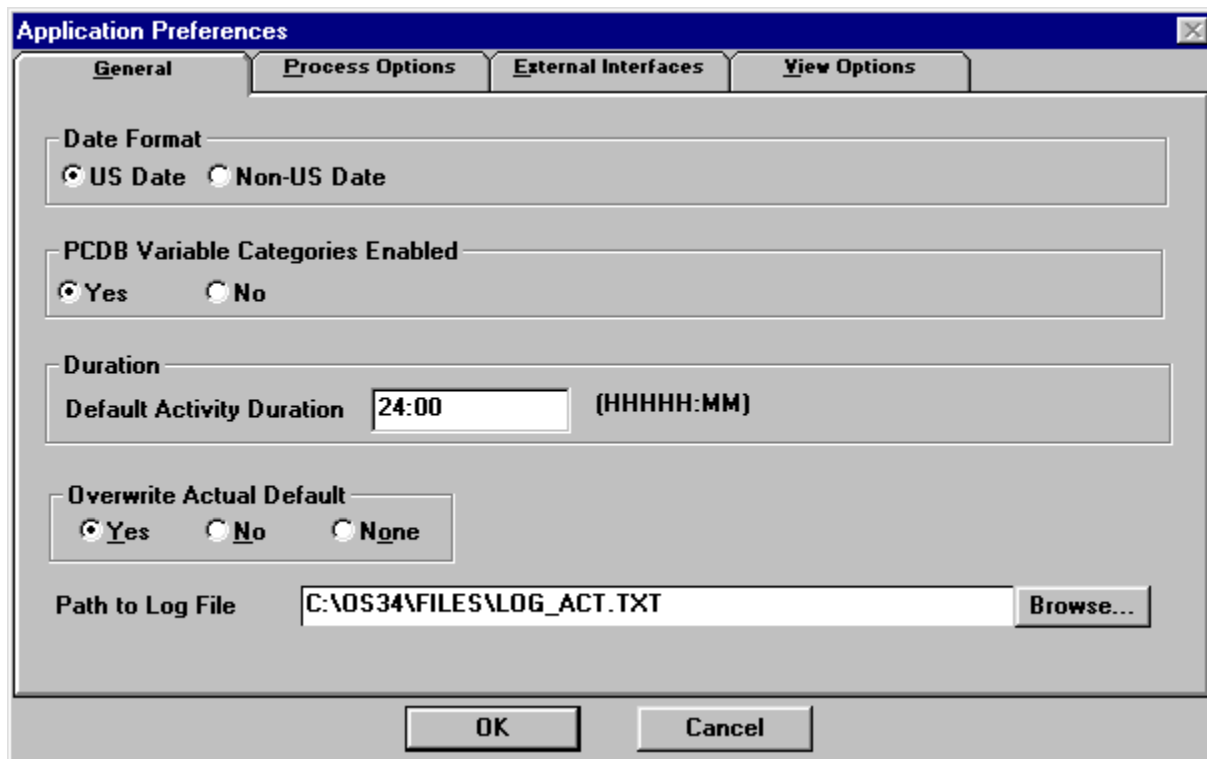 Application Preferences
General Process Options External Interfaces View Options
Date Format
US Date Non-US Date
PCDB Variable Categories Enabled
Yes No
Duration
Default Activity Duration 24:00 (HHHHH:MM)
Overwrite Actual Default
Yes No None
Path to Log File C:\OS34\FILES\LOG_ACT.TXT Browse...
OK Cancel